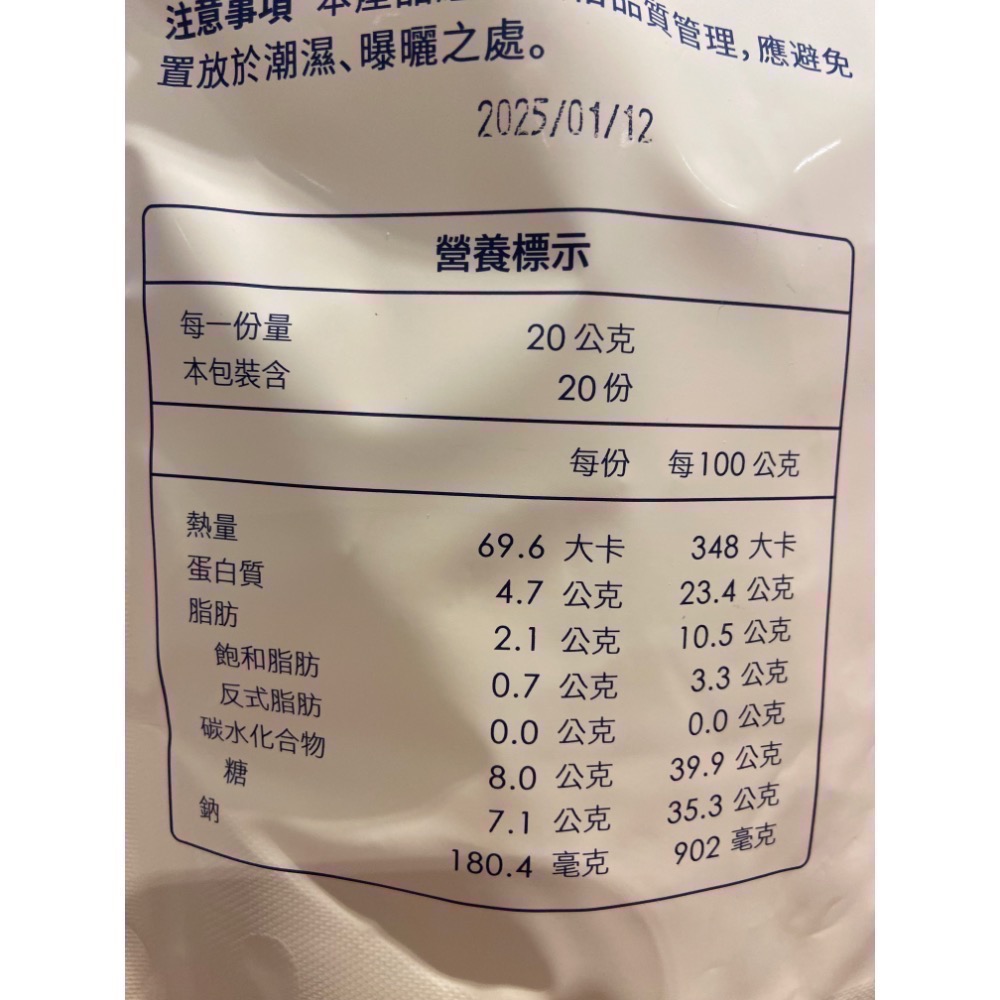 注意事項 本產品
品質管理，應避免
置放於潮濕、曝曬之處。
2025/01/12
營養標示
每一份量 20 公克
本包裝含 20 份
每份 每100 公克
熱量 69.6 大卡 348 大卡
蛋白質 4.7 公克 23.4 公克
脂肪 2.1 公克 10.5 公克
飽和脂肪 0.7 公克 3.3 公克
反式脂肪 0.0 公克 0.0 公克
碳水化合物 8.0 公克 39.9 公克
糖 7.1 公克 35.3 公克
鈉 180.4 毫克 902 毫克